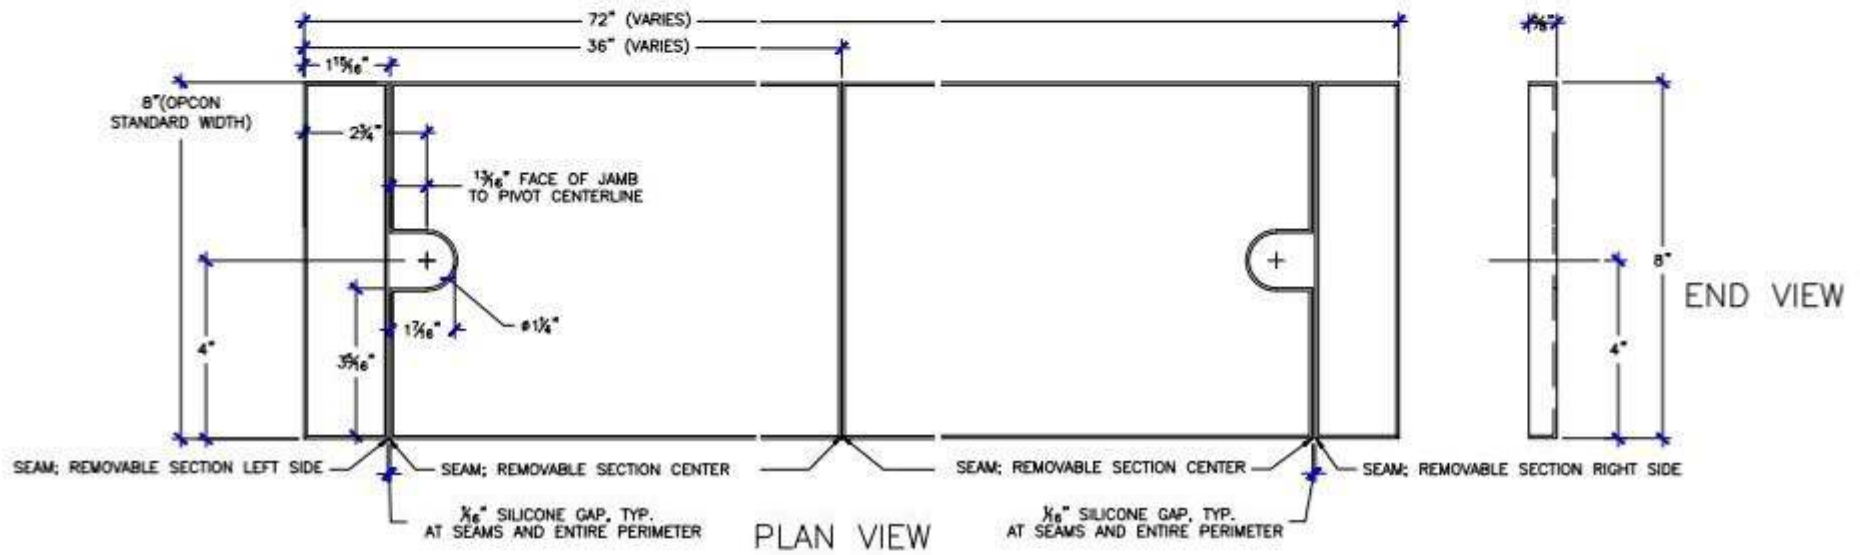 72" (VARIES)
36" (VARIES)
1 15/16"
8"(OPCON
STANDARD WIDTH)
2 3/4"
13/16" FACE OF JAMB
TO PIVOT CENTERLINE
8"
END VIEW
ø1 1/4"
1 7/16"
4"
3 5/16"
4"
SEAM; REMOVABLE SECTION LEFT SIDE
SEAM; REMOVABLE SECTION CENTER
SEAM; REMOVABLE SECTION CENTER
SEAM; REMOVABLE SECTION RIGHT SIDE
1/16" SILICONE GAP, TYP.
AT SEAMS AND ENTIRE PERIMETER
PLAN VIEW
1/16" SILICONE GAP, TYP.
AT SEAMS AND ENTIRE PERIMETER